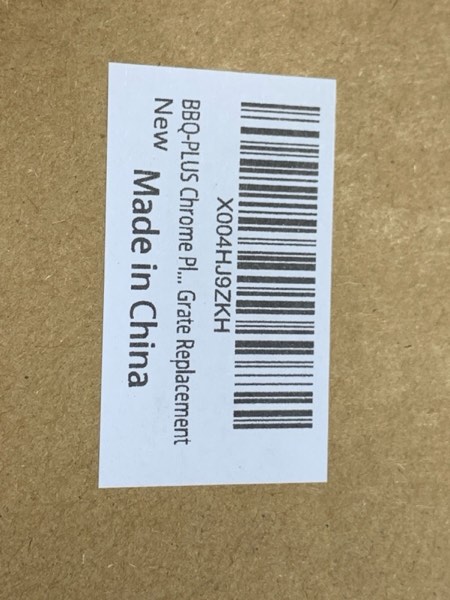 X004HJ9ZKH
BBQ-PLUS Chrome Pl... Grate Replacement
New Made in China